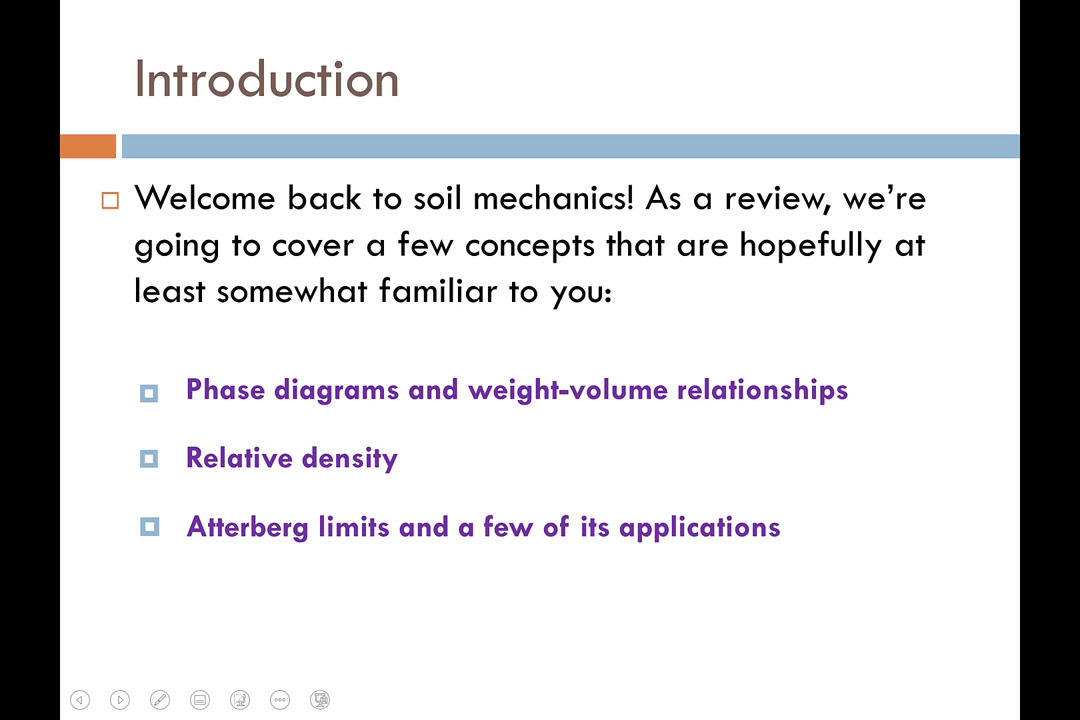 Introduction
Welcome back to soil mechanics! As a review, we’re
going to cover a few concepts that are hopefully at
least somewhat familiar to you:
Phase diagrams and weight-volume relationships
Relative density
Atterberg limits and a few of its applications